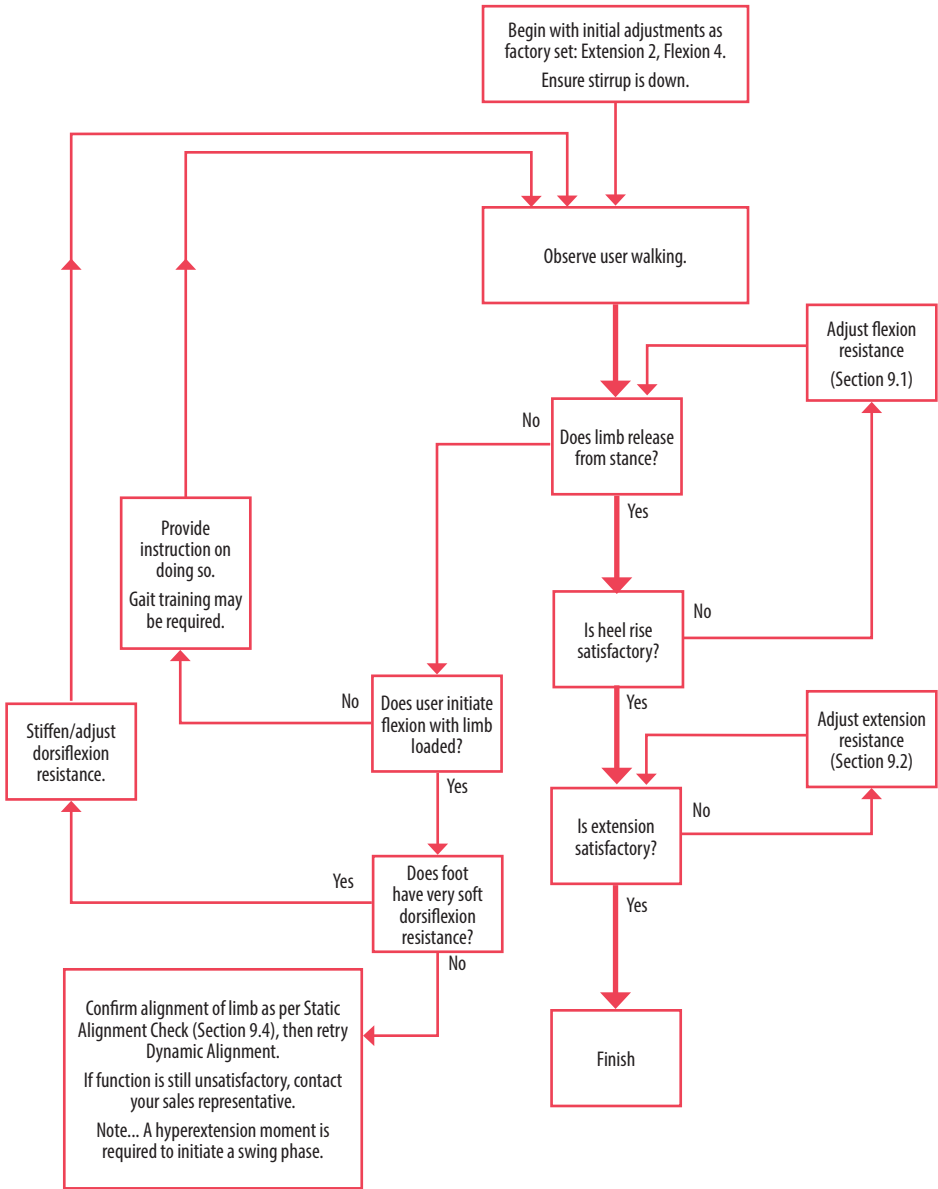 Begin with initial adjustments as
factory set: Extension 2, Flexion 4.
Ensure stirrup is down.
Observe user walking.
Adjust flexion
resistance
(Section 9.1)
No
Does limb release
from stance?
Yes
Provide
instruction on
doing so.
Gait training may
be required.
No
Is heel rise
satisfactory?
Yes
No
Does user initiate
flexion with limb
loaded?
Yes
Stiffen/adjust
dorsiflexion
resistance.
Adjust extension
resistance
(Section 9.2)
No
Is extension
satisfactory?
Yes
Yes
Does foot
have very soft
dorsiflexion
resistance?
No
Confirm alignment of limb as per Static
Alignment Check (Section 9.4), then retry
Dynamic Alignment.
If function is still unsatisfactory, contact
your sales representative.
Note... A hyperextension moment is
required to initiate a swing phase.
Finish